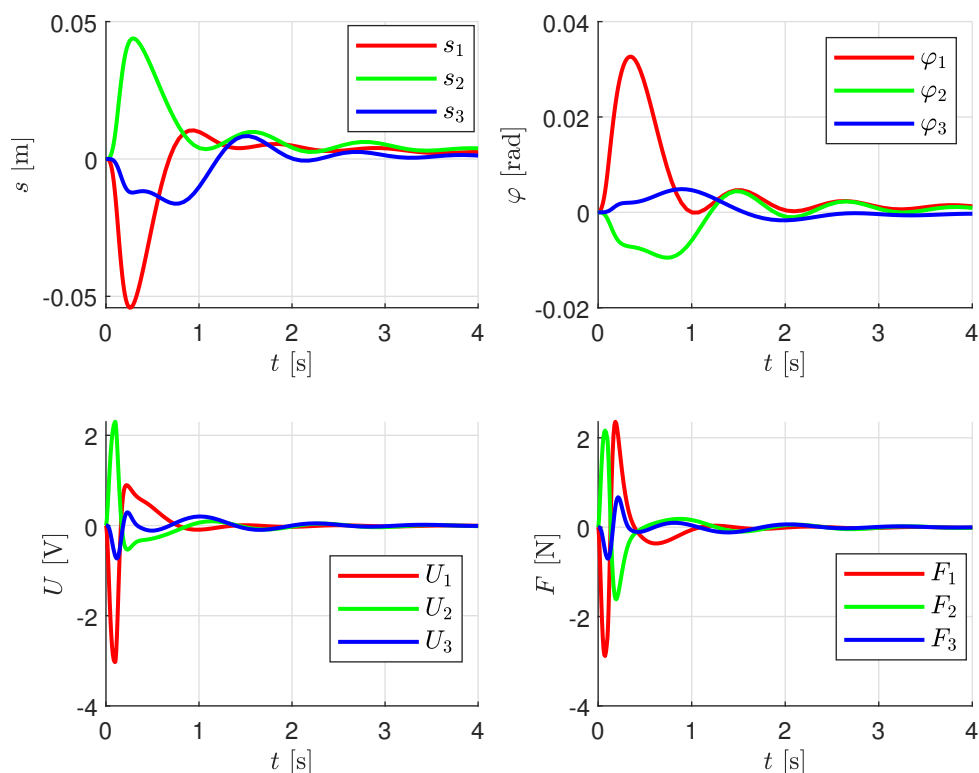 0.05
0
-0.05
s [m]
0 1 2 3 4
t [s]
s₁
s₂
s₃
0.04
0.02
0
-0.02
φ [rad]
0 1 2 3 4
t [s]
φ₁
φ₂
φ₃
2
0
-2
-4
U [V]
0 1 2 3 4
t [s]
U₁
U₂
U₃
2
0
-2
-4
F [N]
0 1 2 3 4
t [s]
F₁
F₂
F₃